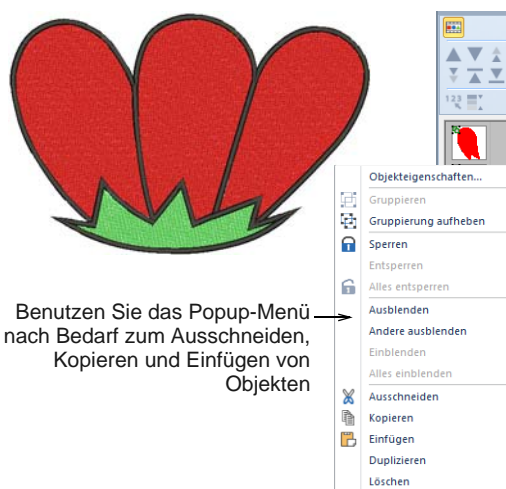 123
Objekteigenschaften...
Gruppieren
Gruppierung aufheben
Sperren
Entsperren
Alles entsperren
Ausblenden
Andere ausblenden
Einblenden
Alles einblenden
Ausschneiden
Kopieren
Einfügen
Duplizieren
Löschen
Benutzen Sie das Popup-Menü
nach Bedarf zum Ausschneiden,
Kopieren und Einfügen von
Objekten